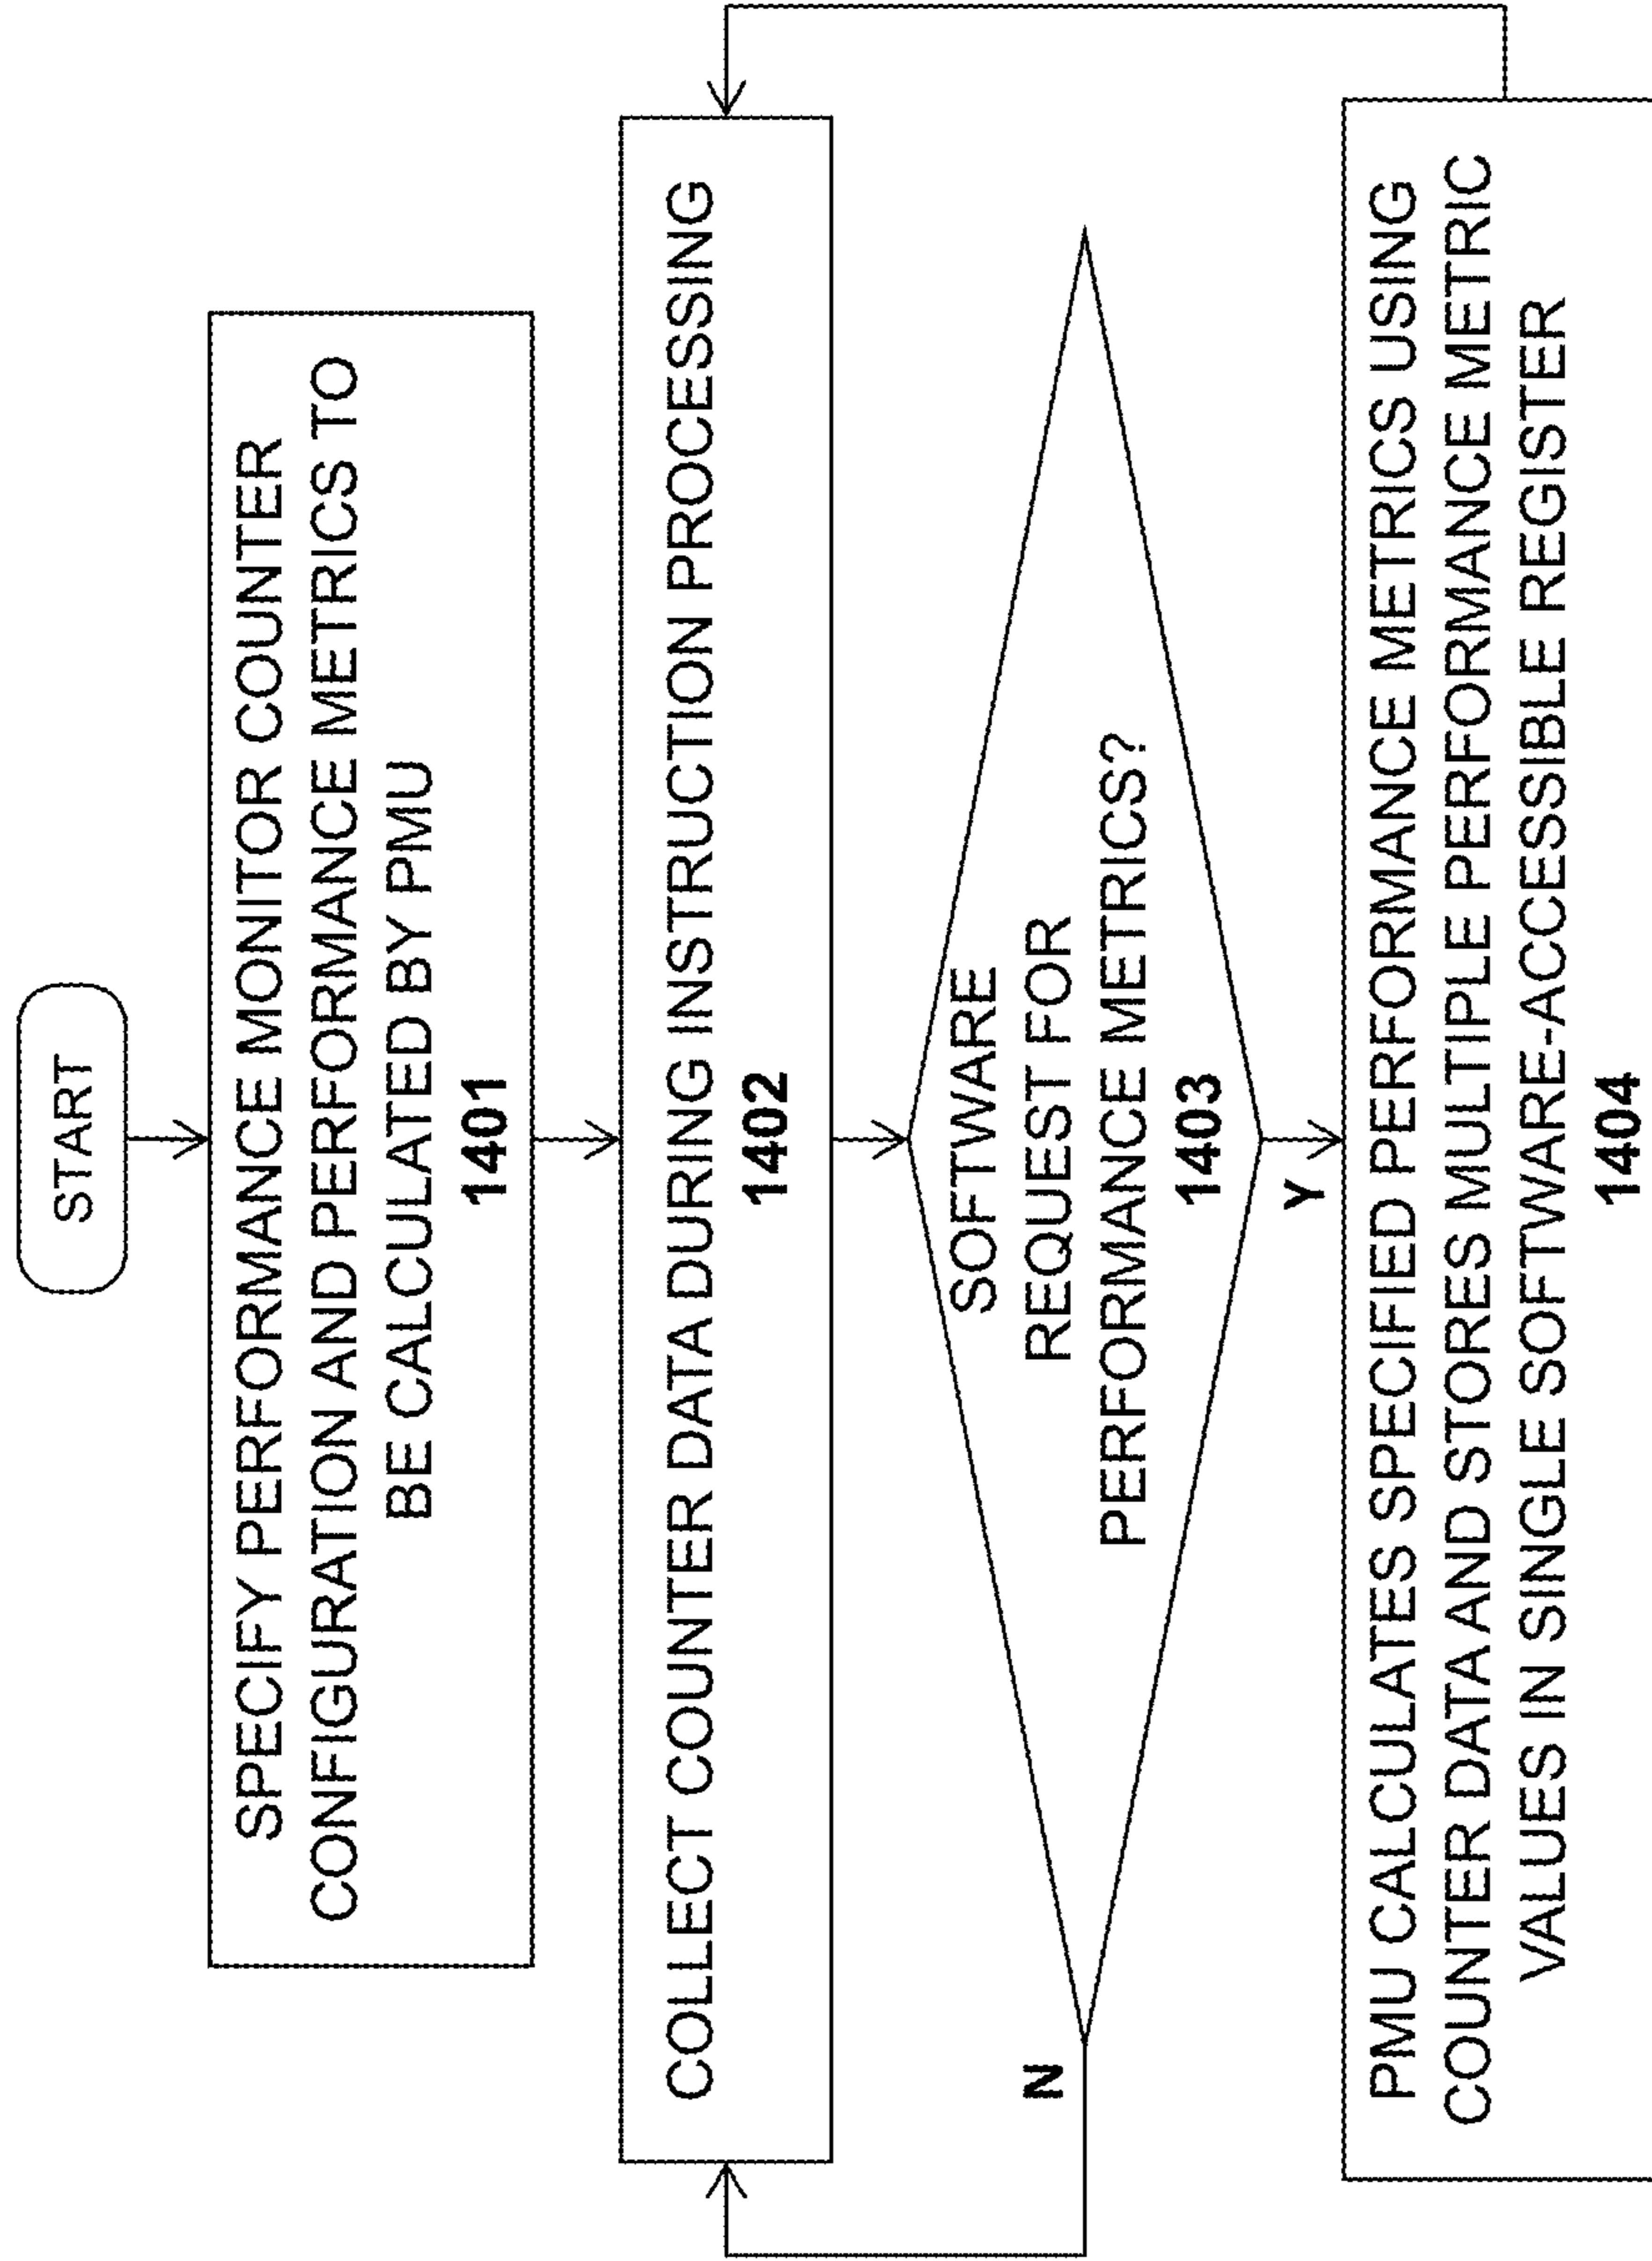 START
SPECIFY PERFORMANCE MONITOR COUNTER
CONFIGURATION AND PERFORMANCE METRICS TO
BE CALCULATED BY PMU
1401
COLLECT COUNTER DATA DURING INSTRUCTION PROCESSING
1402
SOFTWARE
REQUEST FOR
PERFORMANCE METRICS?
1403
N
Y
PMU CALCULATES SPECIFIED PERFORMANCE METRICS USING
COUNTER DATA AND STORES MULTIPLE PERFORMANCE METRIC
VALUES IN SINGLE SOFTWARE-ACCESSIBLE REGISTER
1404